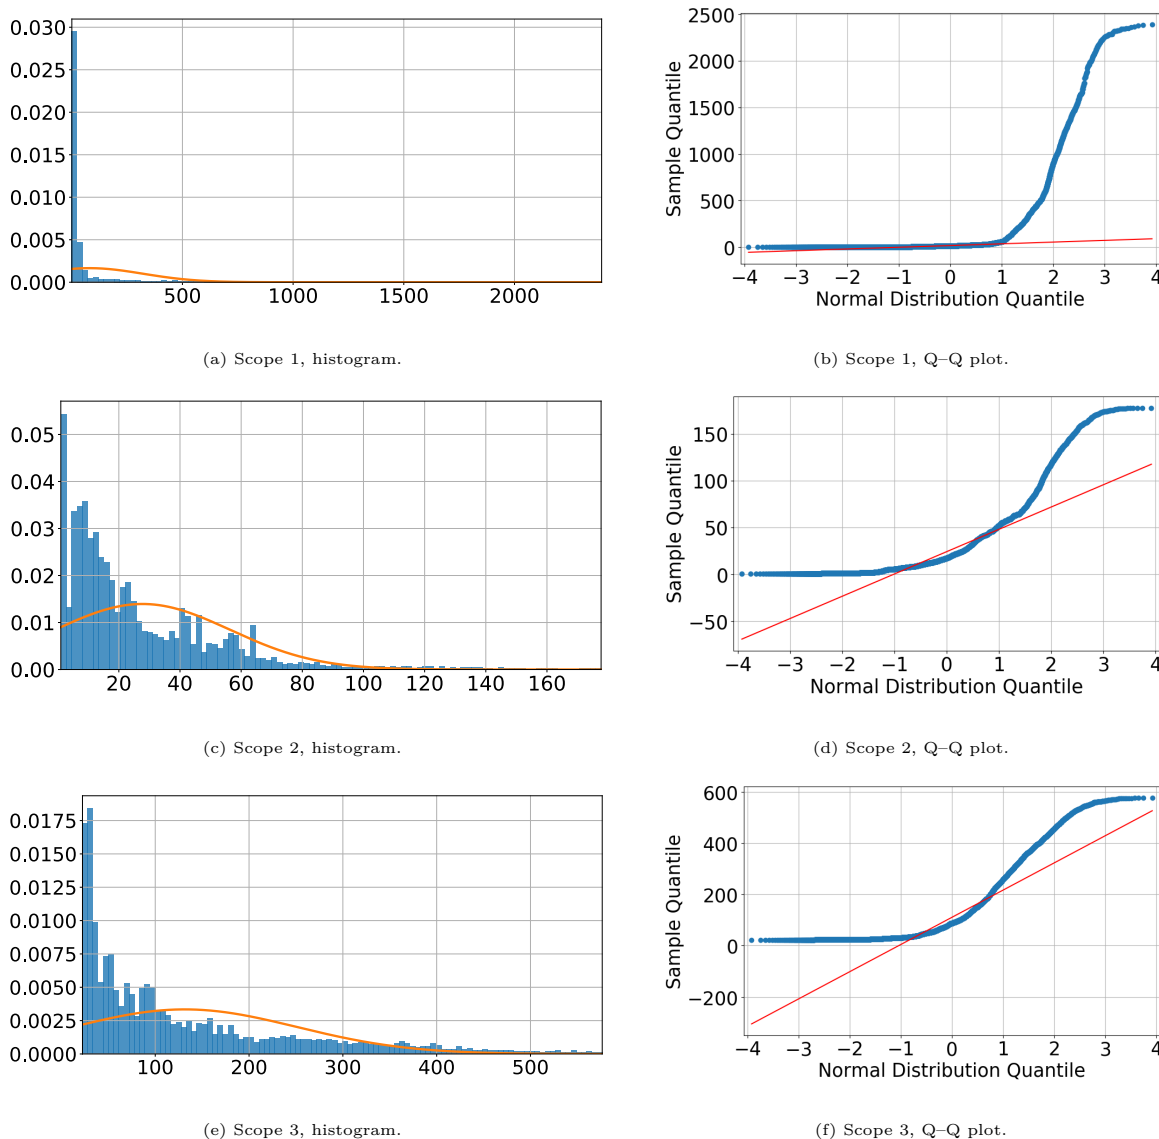 0.030
0.025
0.020
0.015
0.010
0.005
0.000
500 1000 1500 2000
(a) Scope 1, histogram.
2500
2000
1500
1000
500
0
Sample Quantile
−4 −3 −2 −1 0 1 2 3 4
Normal Distribution Quantile
(b) Scope 1, Q–Q plot.
0.05
0.04
0.03
0.02
0.01
0.00
20 40 60 80 100 120 140 160
(c) Scope 2, histogram.
150
100
50
0
−50
Sample Quantile
−4 −3 −2 −1 0 1 2 3 4
Normal Distribution Quantile
(d) Scope 2, Q–Q plot.
0.0175
0.0150
0.0125
0.0100
0.0075
0.0050
0.0025
0.0000
100 200 300 400 500
(e) Scope 3, histogram.
600
400
200
0
−200
Sample Quantile
−4 −3 −2 −1 0 1 2 3 4
Normal Distribution Quantile
(f) Scope 3, Q–Q plot.